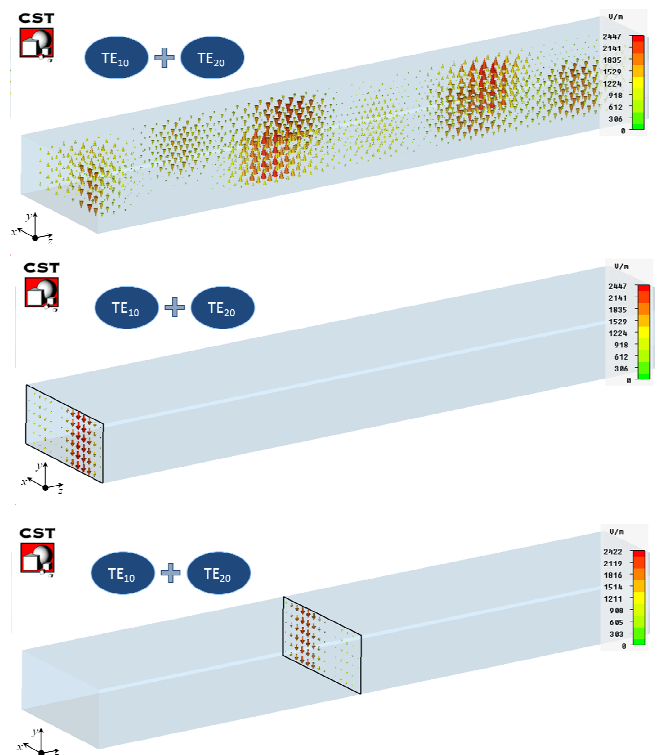 CST
TE10 + TE20
V/m
2447
2141
1835
1529
1224
918
612
306
0
y
x z
CST
TE10 + TE20
V/m
2447
2141
1835
1529
1224
918
612
306
0
y
x z
CST
TE10 + TE20
V/m
2422
2119
1816
1514
1211
908
605
303
0
y
x z